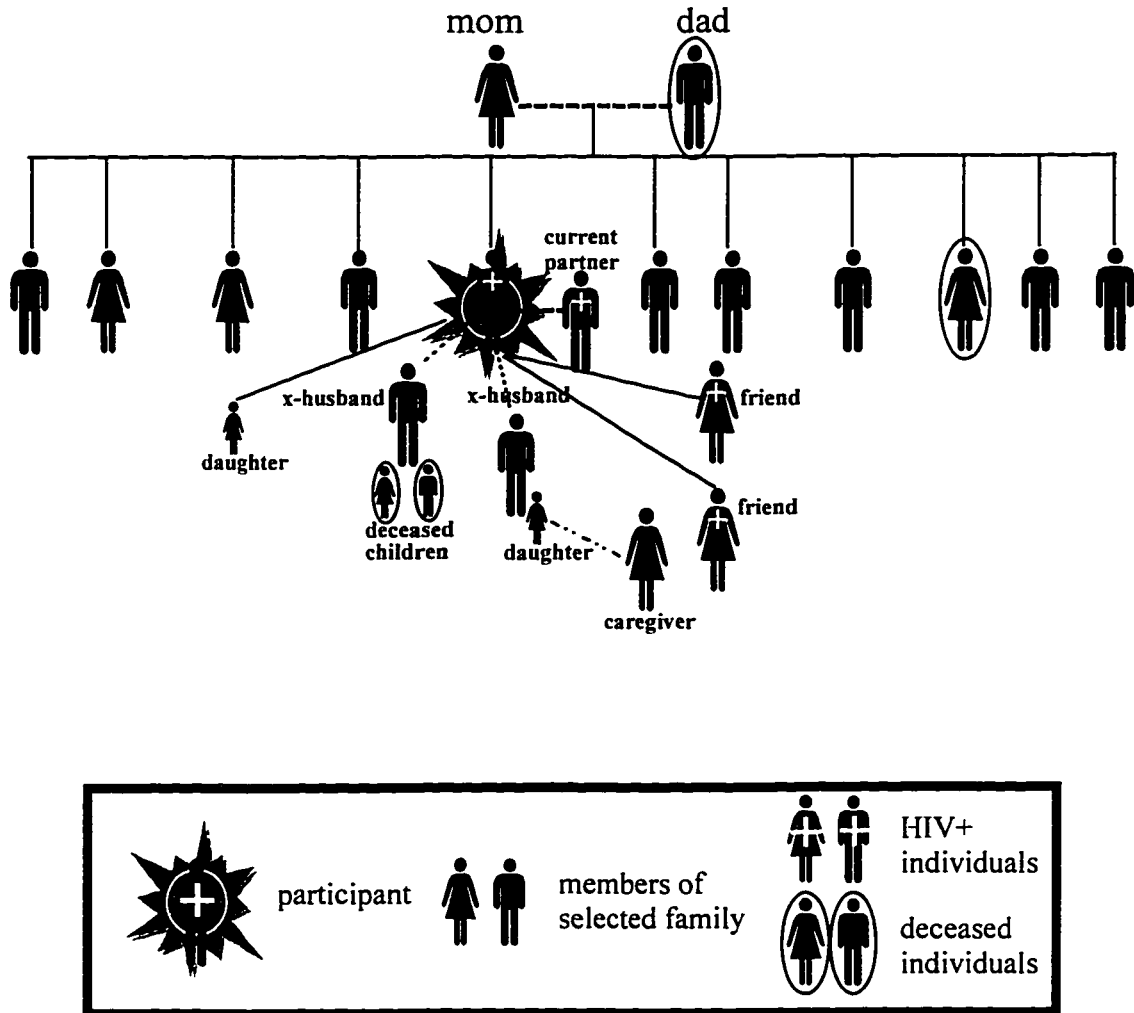 mom
dad
current
partner
x-husband
x-husband
friend
daughter
friend
deceased
children
daughter
caregiver
participant
members of
selected family
HIV+
individuals
deceased
individuals